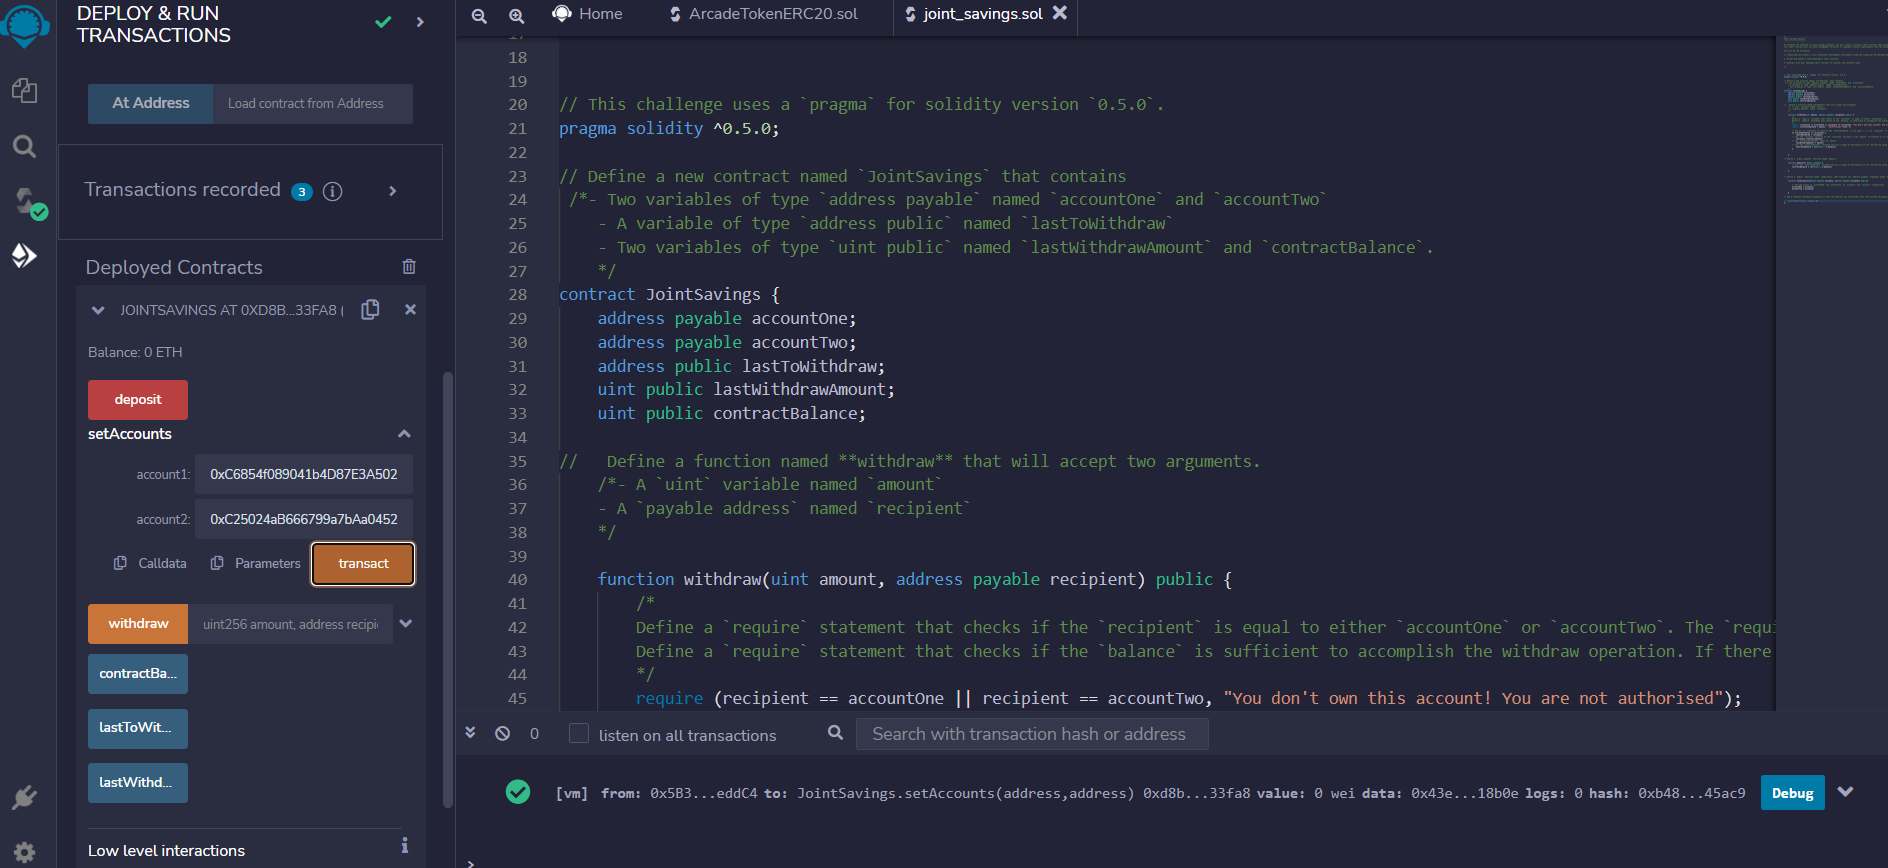 DEPLOY & RUN
TRANSACTIONS
At Address
Load contract from Address
Transactions recorded 3 i
Deployed Contracts
JOINTSAVINGS AT 0XD8B...33FA8 (
Balance: 0 ETH
deposit
setAccounts
account1: 0xC6854f089041b4D87E3A502
account2: 0xC25024aB666799a7bAa0452
Calldata Parameters transact
withdraw uint256 amount, address recipi
contractBa...
lastToWit...
lastWithd...
Low level interactions i
Home ArcadeTokenERC20.sol joint_savings.sol
18
19
20 // This challenge uses a `pragma` for solidity version `0.5.0`.
21 pragma solidity ^0.5.0;
22
23 // Define a new contract named `JointSavings` that contains
24 /*- Two variables of type `address payable` named `accountOne` and `accountTwo`
25 - A variable of type `address public` named `lastToWithdraw`
26 - Two variables of type `uint public` named `lastWithdrawAmount` and `contractBalance`.
27 */
28 contract JointSavings {
29 address payable accountOne;
30 address payable accountTwo;
31 address public lastToWithdraw;
32 uint public lastWithdrawAmount;
33 uint public contractBalance;
34
35 //   Define a function named **withdraw** that will accept two arguments.
36 /*- A `uint` variable named `amount`
37 - A `payable address` named `recipient`
38 */
39
40 function withdraw(uint amount, address payable recipient) public {
41 /*
42 Define a `require` statement that checks if the `recipient` is equal to either `accountOne` or `accountTwo`. The `requi
43 Define a `require` statement that checks if the `balance` is sufficient to accomplish the withdraw operation. If there
44 */
45 require (recipient == accountOne || recipient == accountTwo, "You don't own this account! You are not authorised");
0 listen on all transactions Search with transaction hash or address
[vm] from: 0x5B3...eddC4 to: JointSavings.setAccounts(address,address) 0xd8b...33fa8 value: 0 wei data: 0x43e...18b0e logs: 0 hash: 0xb48...45ac9 Debug
>